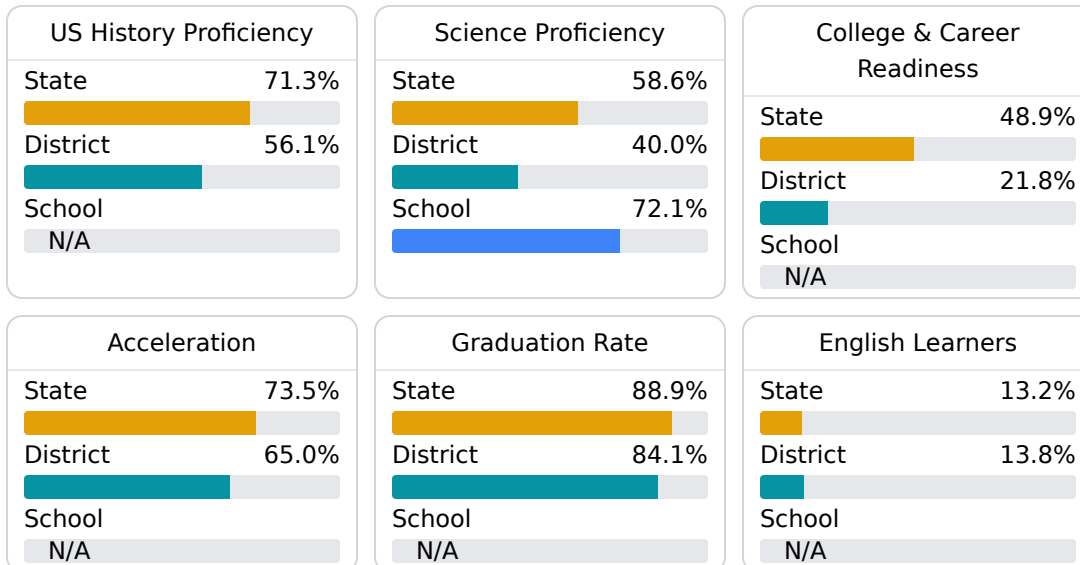 US History Proficiency
State 71.3%
District 56.1%
School
N/A
Science Proficiency
State 58.6%
District 40.0%
School 72.1%
College & Career
Readiness
State 48.9%
District 21.8%
School
N/A
Acceleration
State 73.5%
District 65.0%
School
N/A
Graduation Rate
State 88.9%
District 84.1%
School
N/A
English Learners
State 13.2%
District 13.8%
School
N/A